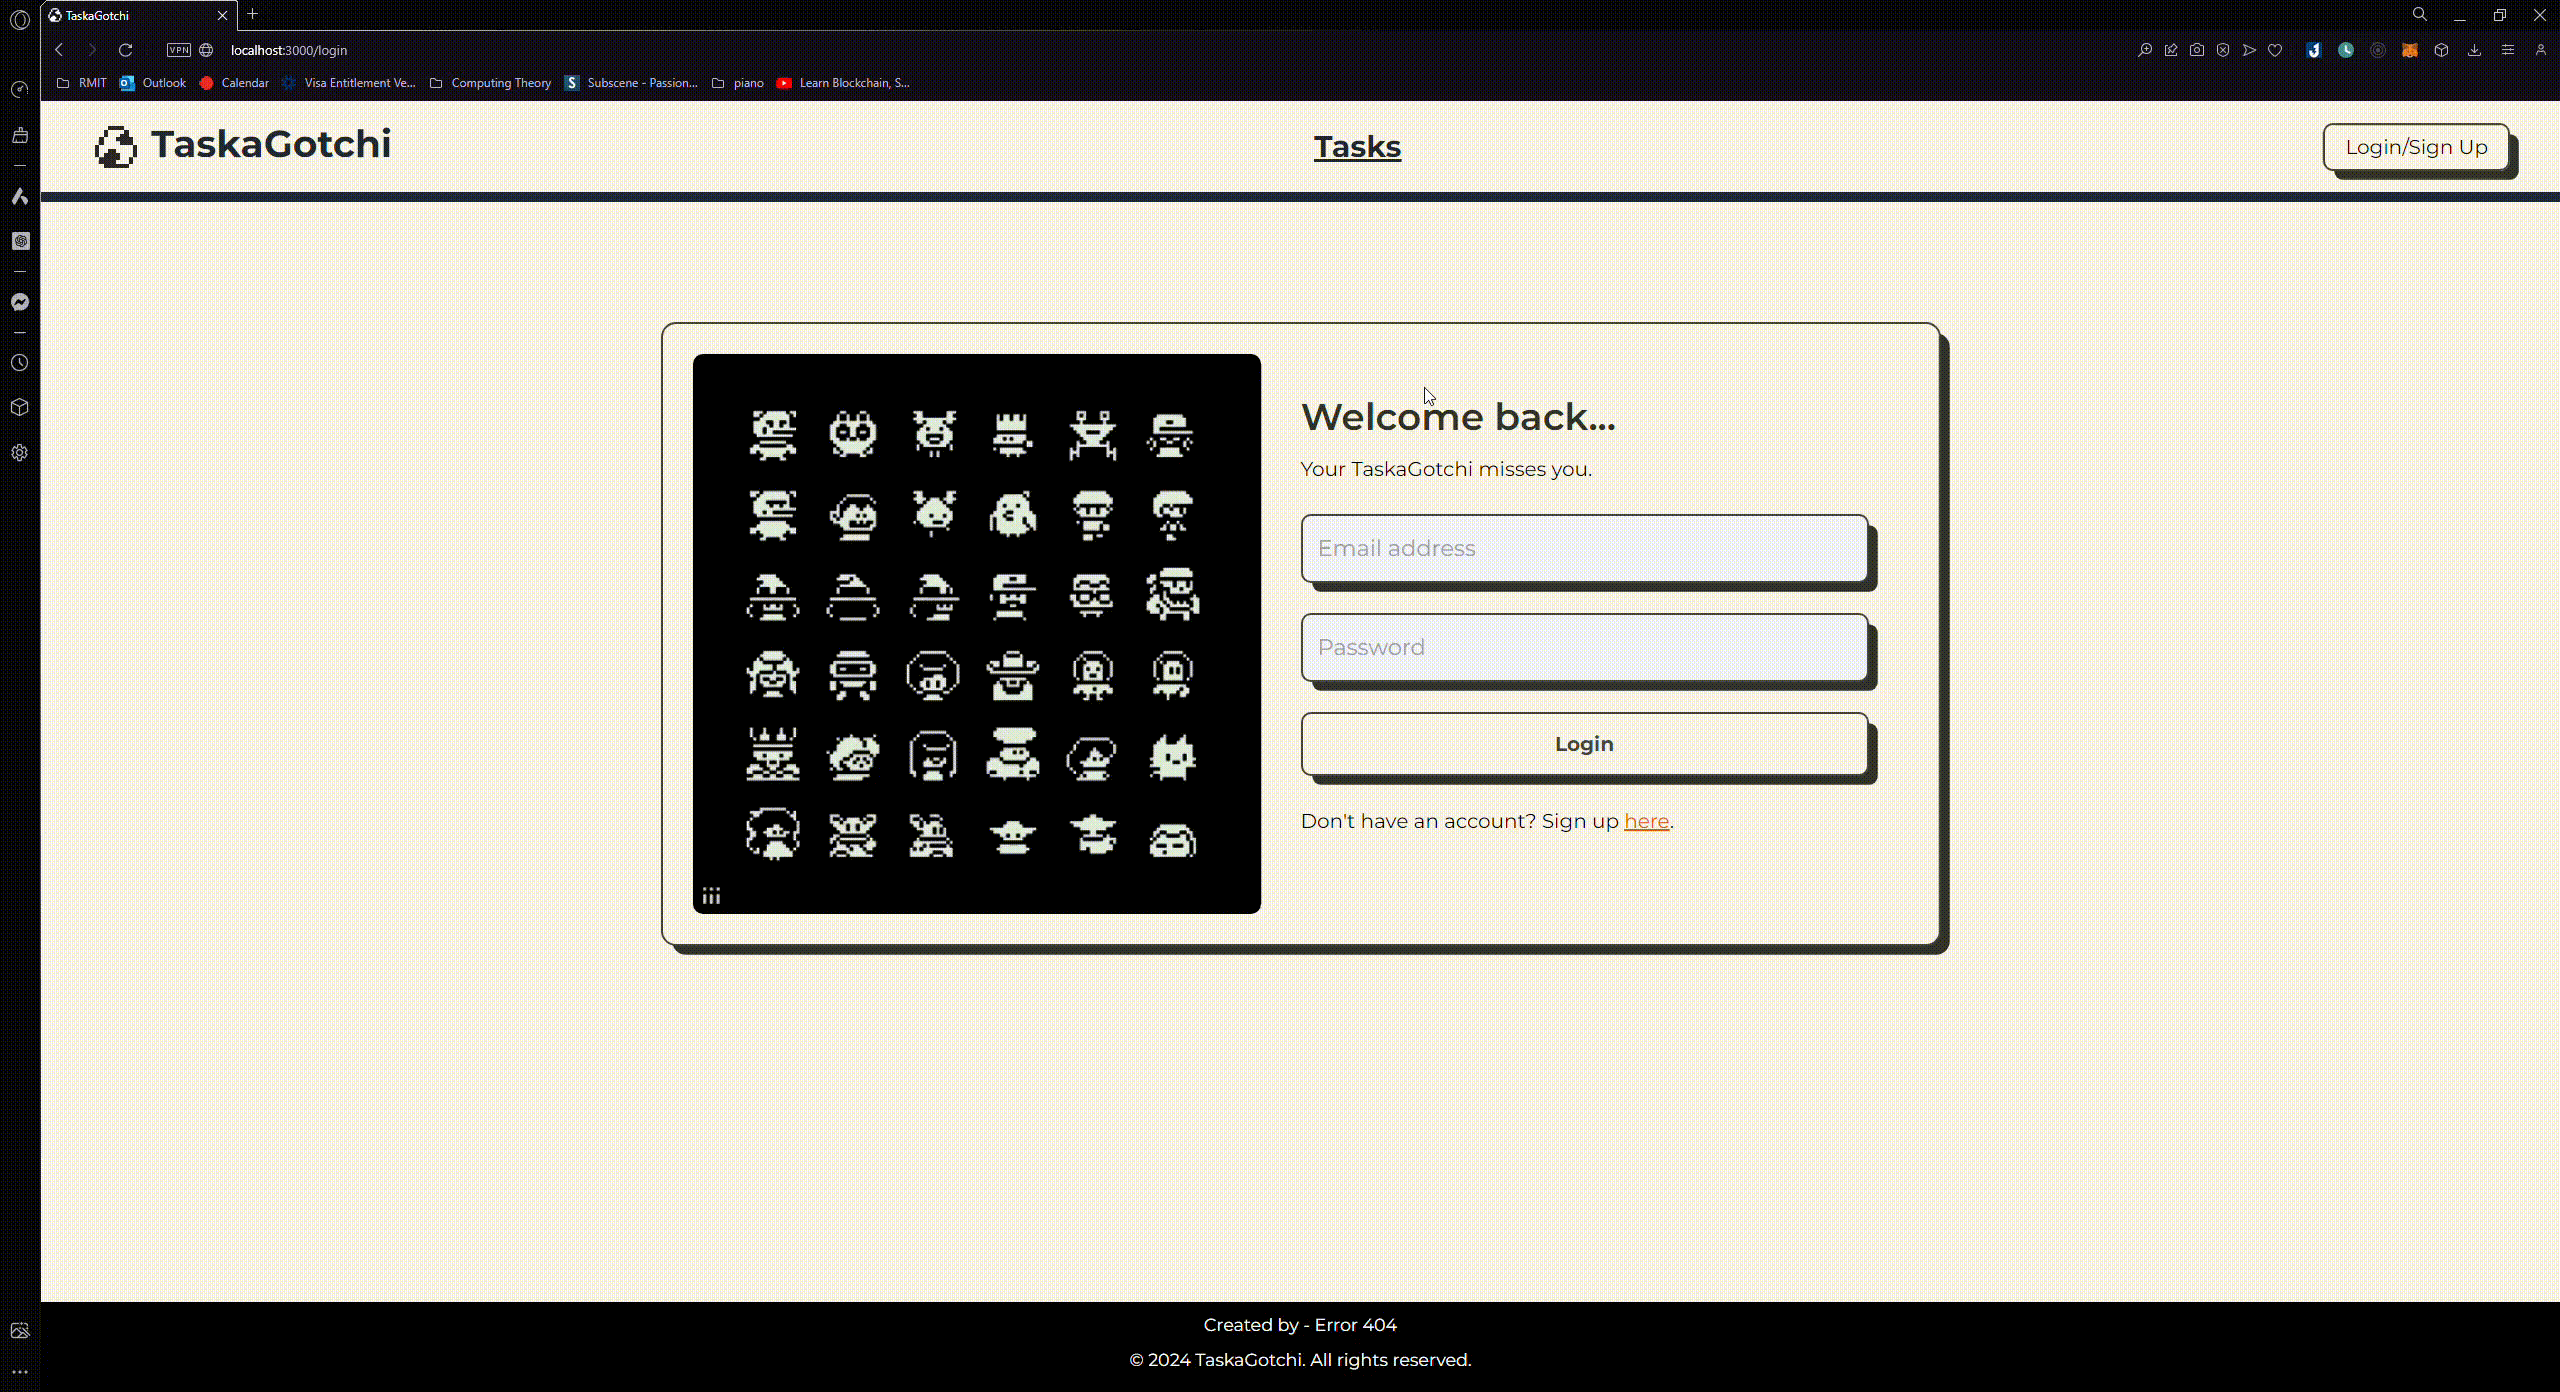 TaskaGotchi
VPN localhost:3000/login
RMIT Outlook Calendar Visa Entitlement Ve... Computing Theory Subscene - Passion... piano Learn Blockchain, S...
TaskaGotchi Tasks Login/Sign Up
Welcome back...
Your TaskaGotchi misses you.
Email address
Password
Login
Don't have an account? Sign up here.
iii
Created by - Error 404
© 2024 TaskaGotchi. All rights reserved.